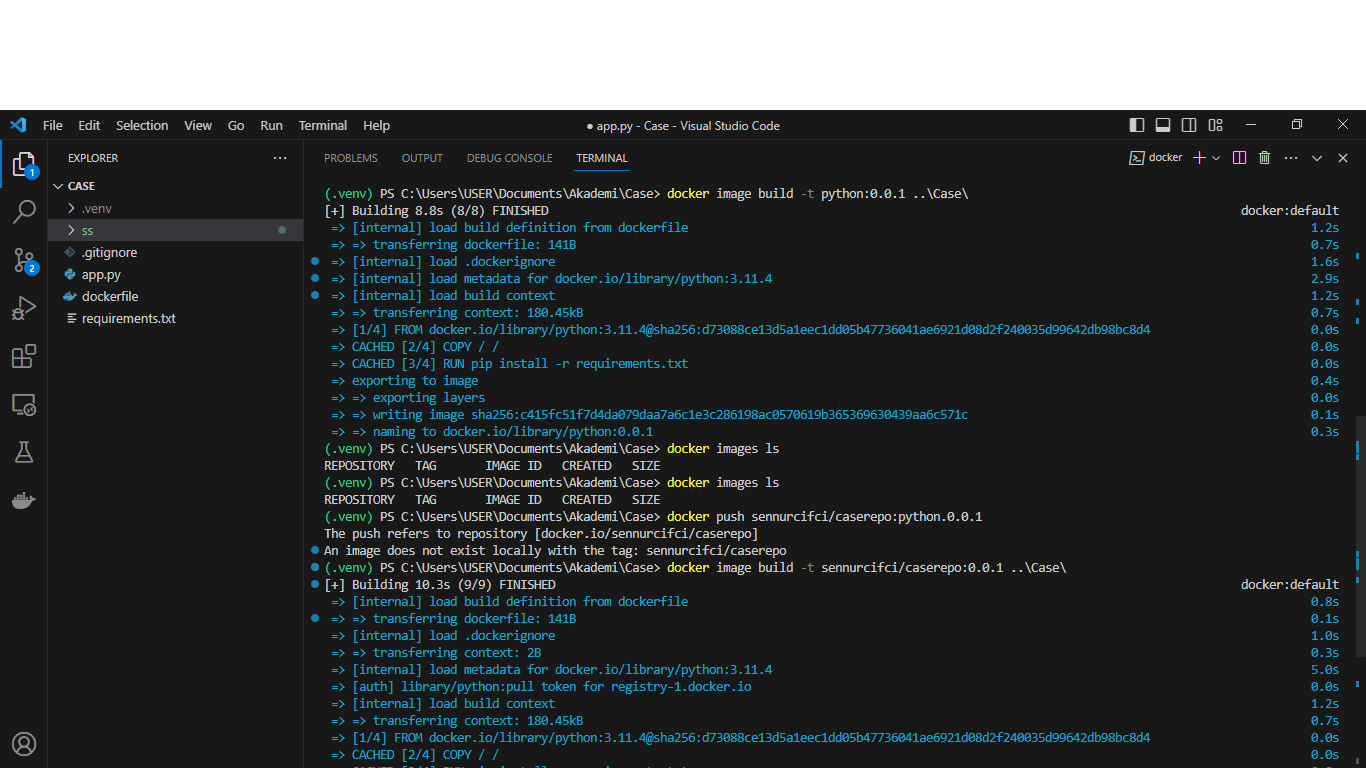 File Edit Selection View Go Run Terminal Help
● app.py - Case - Visual Studio Code
EXPLORER
CASE
.venv
ss
.gitignore
app.py
dockerfile
requirements.txt
1
2
PROBLEMS OUTPUT DEBUG CONSOLE TERMINAL
docker
(.venv) PS C:\Users\USER\Documents\Akademi\Case> docker image build -t python:0.0.1 ..\Case\
[+] Building 8.8s (8/8) FINISHED docker:default
=> [internal] load build definition from dockerfile 1.2s
=> => transferring dockerfile: 141B 0.7s
=> [internal] load .dockerignore 1.6s
=> [internal] load metadata for docker.io/library/python:3.11.4 2.9s
=> [internal] load build context 1.2s
=> => transferring context: 180.45kB 0.7s
=> [1/4] FROM docker.io/library/python:3.11.4@sha256:d73088ce13d5a1eec1dd05b47736041ae6921d08d2f240035d99642db98bc8d4 0.0s
=> CACHED [2/4] COPY / / 0.0s
=> CACHED [3/4] RUN pip install -r requirements.txt 0.0s
=> exporting to image 0.4s
=> => exporting layers 0.0s
=> => writing image sha256:c415fc51f7d4da079daa7a6c1e3c286198ac0570619b365369630439aa6c571c 0.1s
=> => naming to docker.io/library/python:0.0.1 0.3s
(.venv) PS C:\Users\USER\Documents\Akademi\Case> docker images ls
REPOSITORY TAG IMAGE ID CREATED SIZE
(.venv) PS C:\Users\USER\Documents\Akademi\Case> docker images ls
REPOSITORY TAG IMAGE ID CREATED SIZE
(.venv) PS C:\Users\USER\Documents\Akademi\Case> docker push sennurcifci/caserepo:python.0.0.1
The push refers to repository [docker.io/sennurcifci/caserepo]
An image does not exist locally with the tag: sennurcifci/caserepo
(.venv) PS C:\Users\USER\Documents\Akademi\Case> docker image build -t sennurcifci/caserepo:0.0.1 ..\Case\
[+] Building 10.3s (9/9) FINISHED docker:default
=> [internal] load build definition from dockerfile 0.8s
=> => transferring dockerfile: 141B 0.1s
=> [internal] load .dockerignore 1.0s
=> => transferring context: 2B 0.3s
=> [internal] load metadata for docker.io/library/python:3.11.4 5.0s
=> [auth] library/python:pull token for registry-1.docker.io 0.0s
=> [internal] load build context 1.2s
=> => transferring context: 180.45kB 0.7s
=> [1/4] FROM docker.io/library/python:3.11.4@sha256:d73088ce13d5a1eec1dd05b47736041ae6921d08d2f240035d99642db98bc8d4 0.0s
=> CACHED [2/4] COPY / / 0.0s